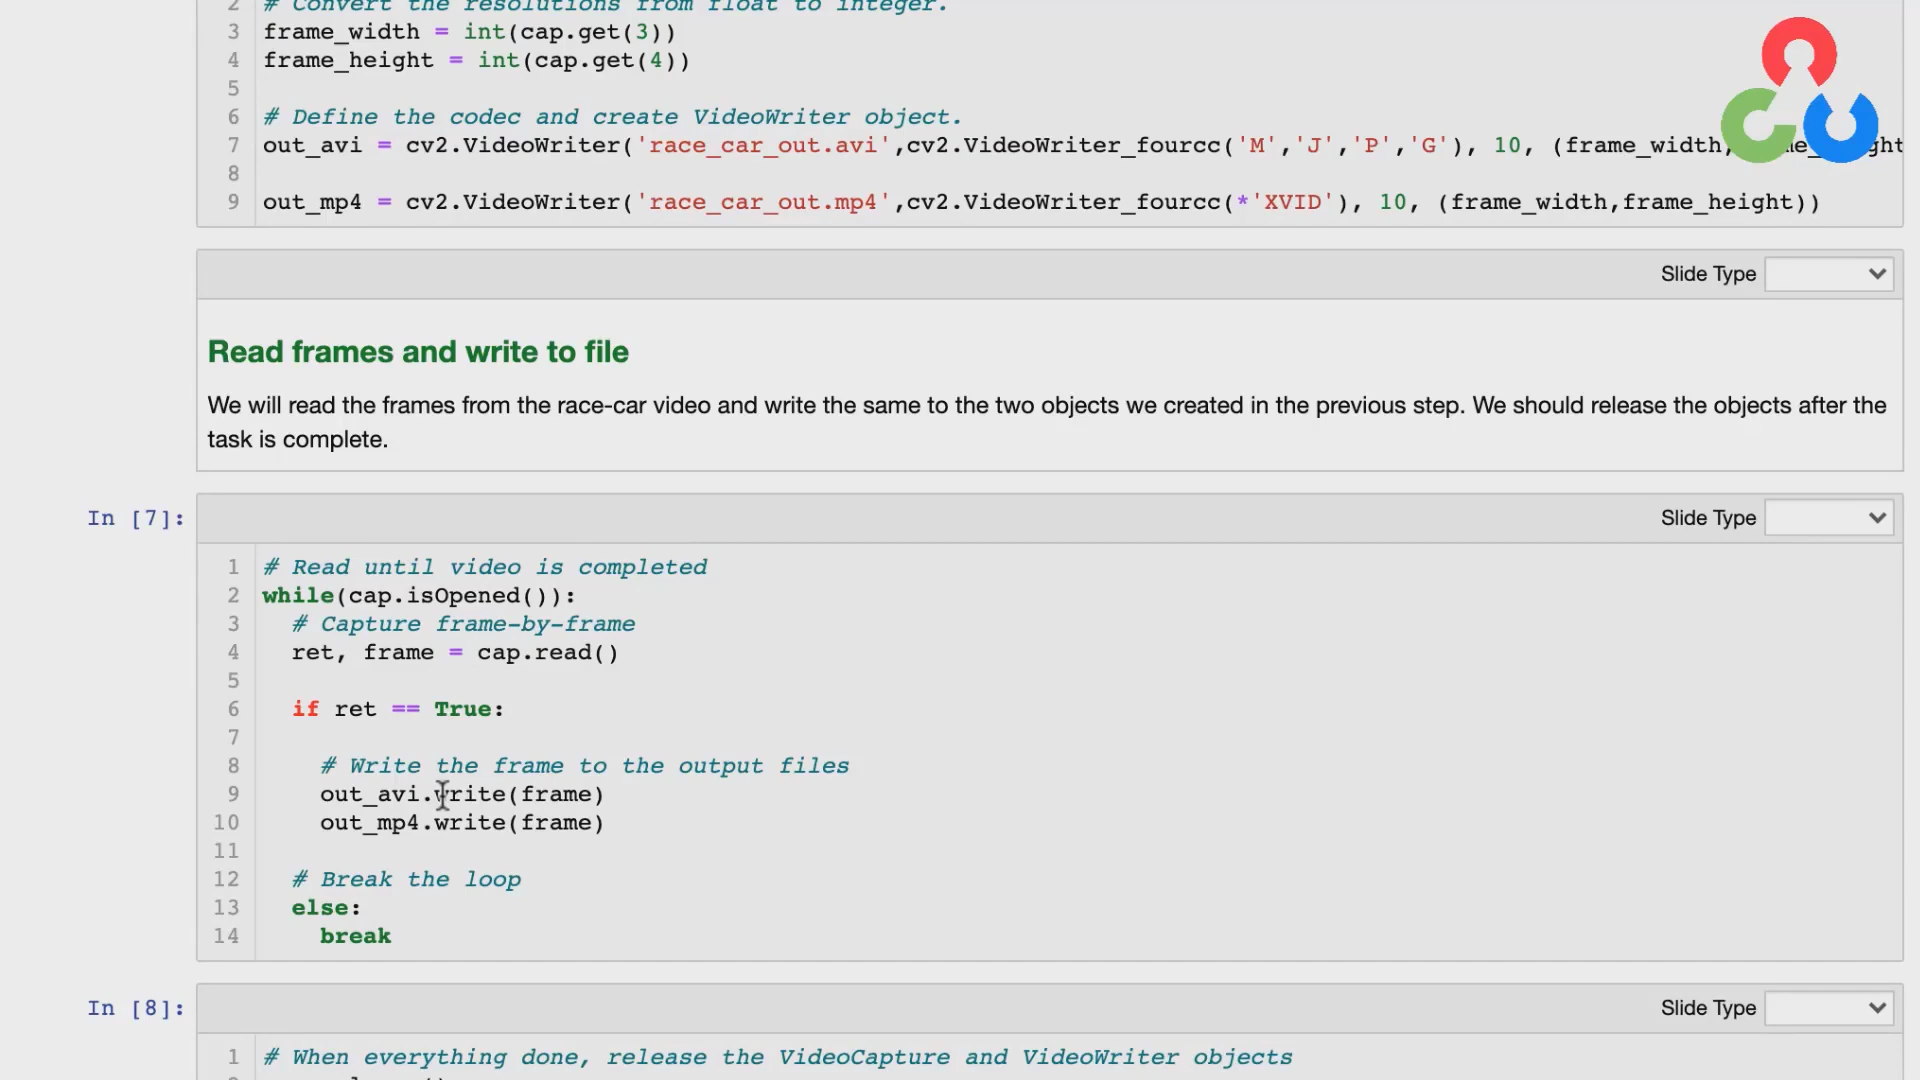 2 # Convert the resolutions from float to integer.
3 frame_width = int(cap.get(3))
4 frame_height = int(cap.get(4))
5
6 # Define the codec and create VideoWriter object.
7 out_avi = cv2.VideoWriter('race_car_out.avi',cv2.VideoWriter_fourcc('M','J','P','G'), 10, (frame_width,
8
9 out_mp4 = cv2.VideoWriter('race_car_out.mp4',cv2.VideoWriter_fourcc(*'XVID'), 10, (frame_width,frame_height))
Slide Type
Read frames and write to file
We will read the frames from the race-car video and write the same to the two objects we created in the previous step. We should release the objects after the
task is complete.
In [7]:
Slide Type
1 # Read until video is completed
2 while(cap.isOpened()):
3 # Capture frame-by-frame
4 ret, frame = cap.read()
5
6 if ret == True:
7
8 # Write the frame to the output files
9 out_avi.write(frame)
10 out_mp4.write(frame)
11
12 # Break the loop
13 else:
14 break
In [8]:
Slide Type
1 # When everything done, release the VideoCapture and VideoWriter objects